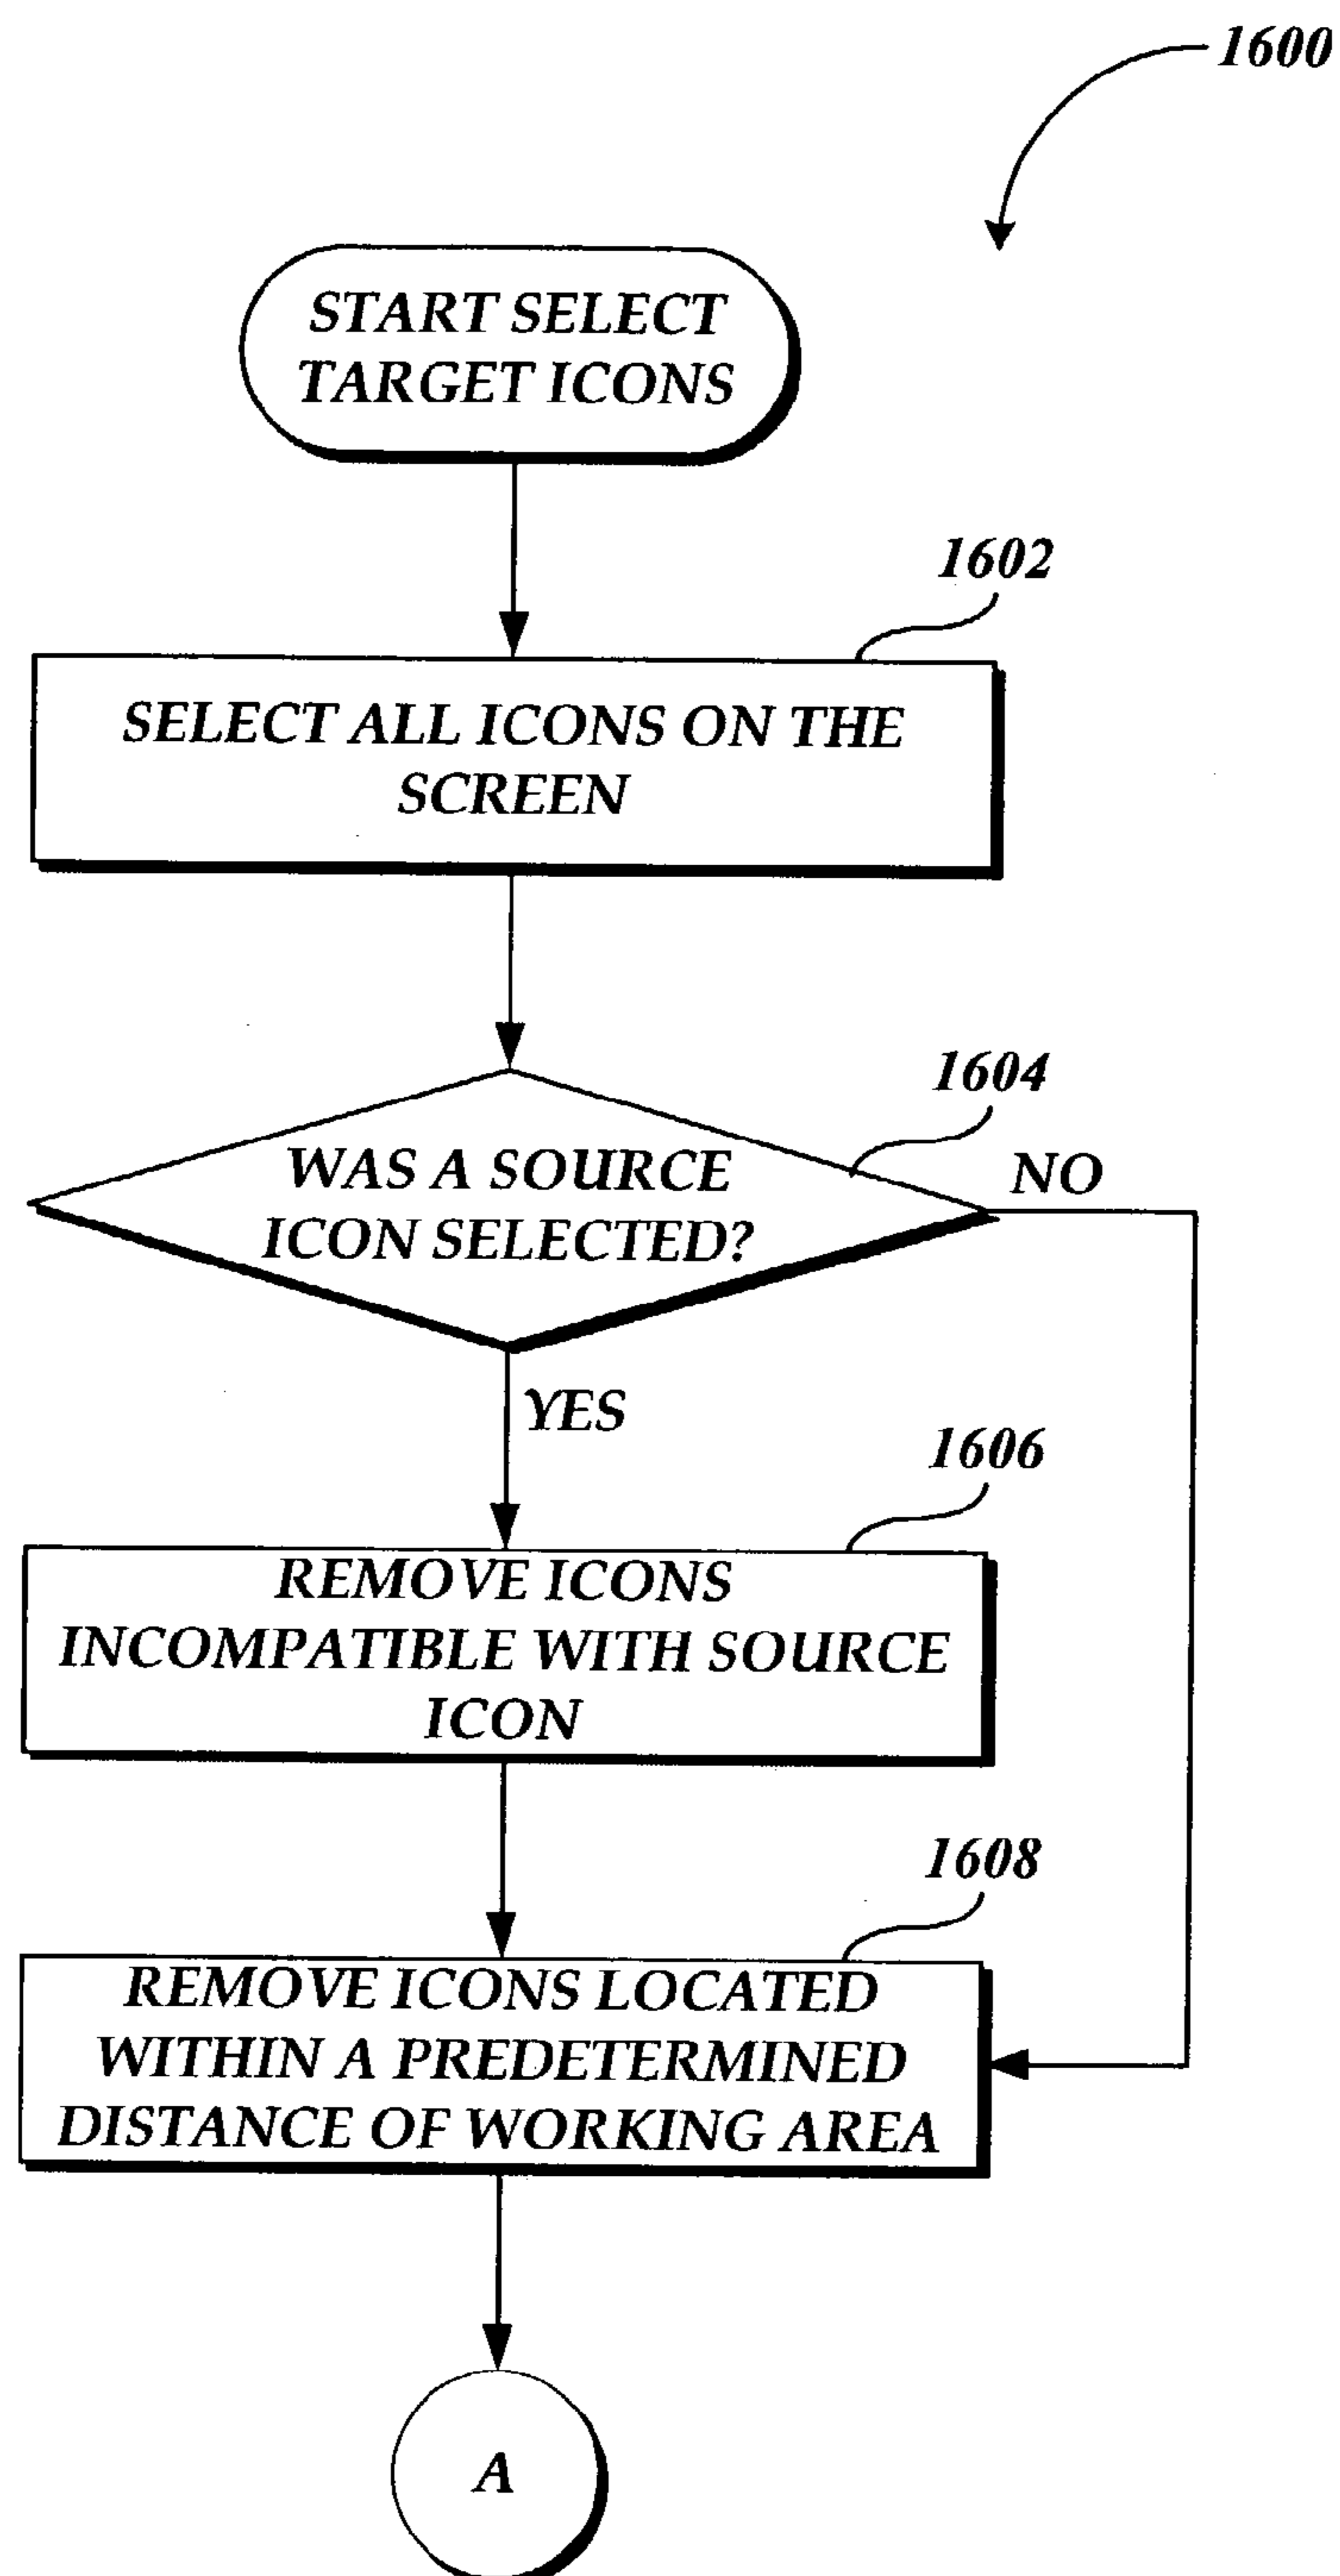 1600
START SELECT
TARGET ICONS
1602
SELECT ALL ICONS ON THE
SCREEN
1604
WAS A SOURCE
ICON SELECTED?
NO
YES
1606
REMOVE ICONS
INCOMPATIBLE WITH SOURCE
ICON
1608
REMOVE ICONS LOCATED
WITHIN A PREDETERMINED
DISTANCE OF WORKING AREA
A